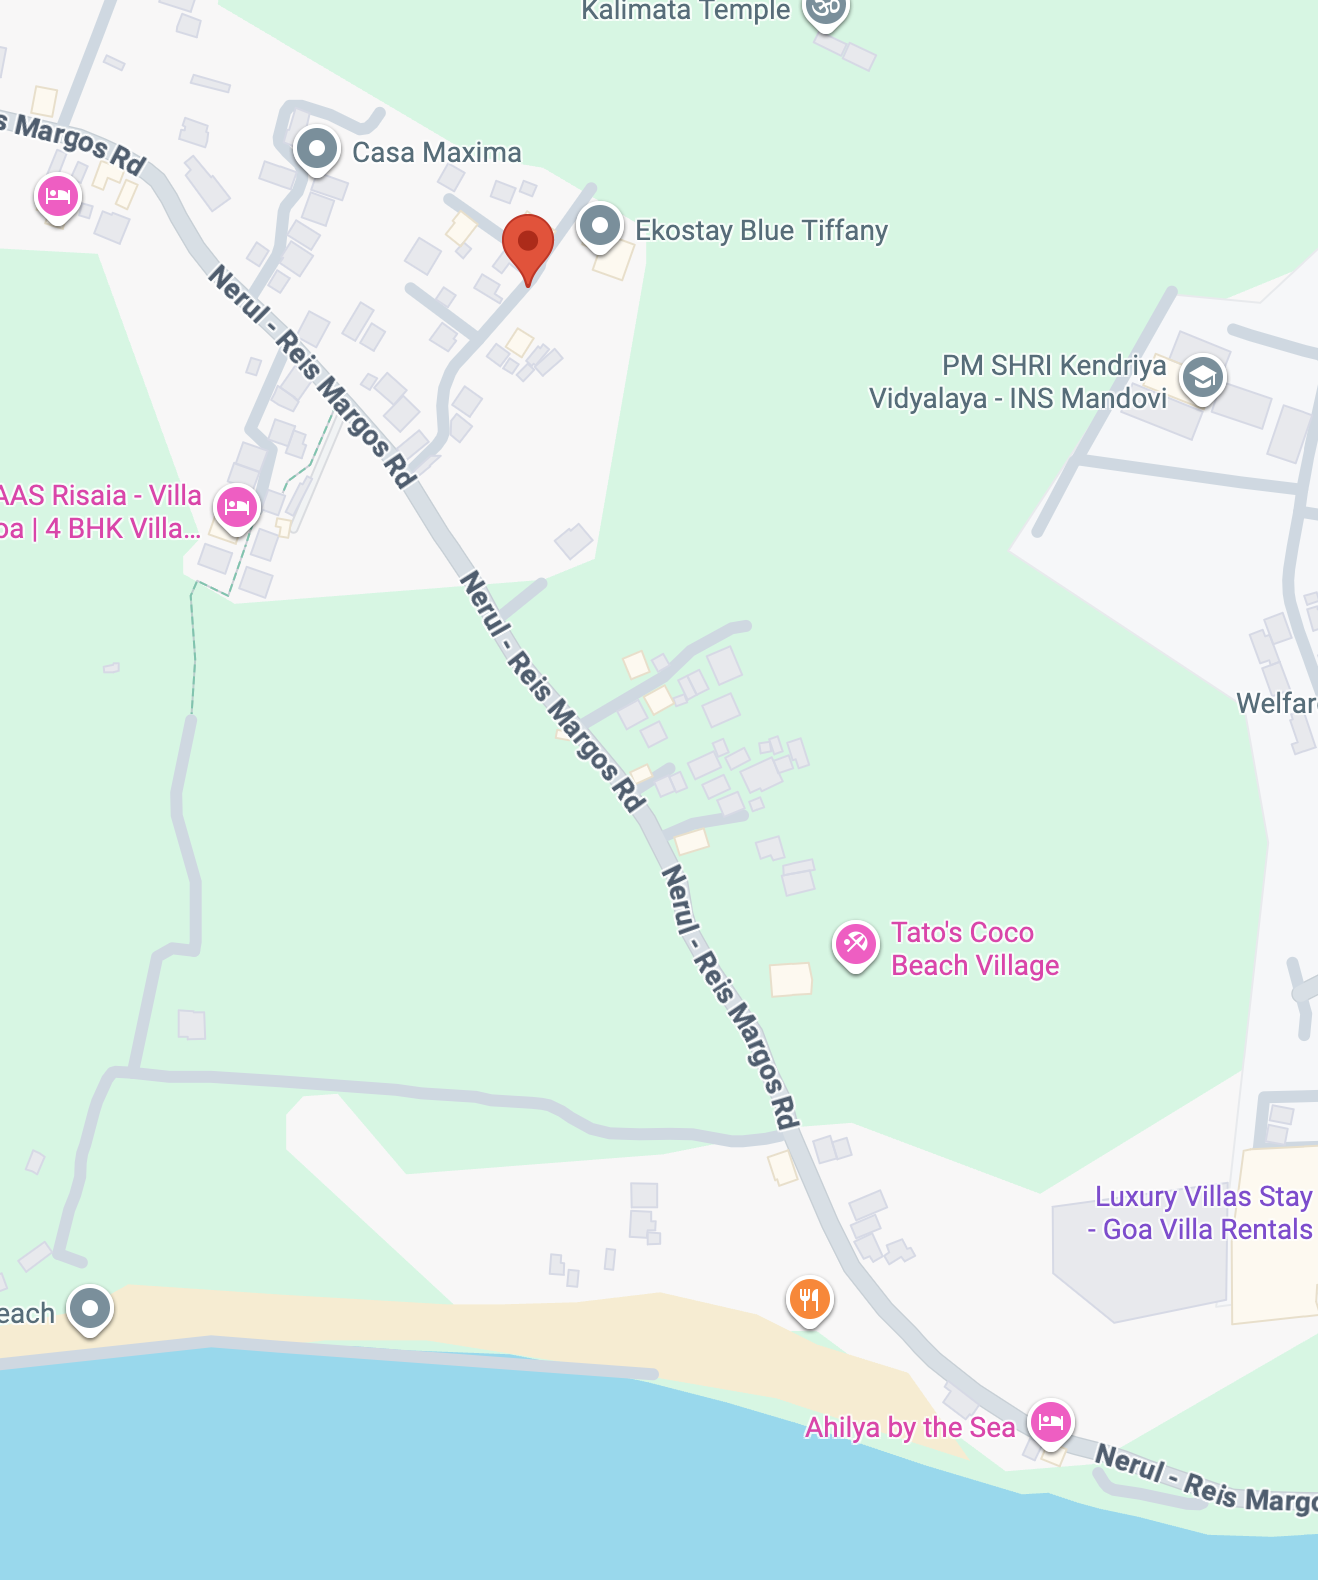 Kalimata Temple
s Margos Rd
Casa Maxima
Ekostay Blue Tiffany
Nerul - Reis Margos Rd
PM SHRI Kendriya
Vidyalaya - INS Mandovi
AAS Risaia - Villa
oa | 4 BHK Villa...
Nerul - Reis Margos Rd
Welfar
Nerul - Reis Margos Rd
Tato's Coco
Beach Village
Luxury Villas Stay
- Goa Villa Rentals
each
Ahilya by the Sea
Nerul - Reis Margo